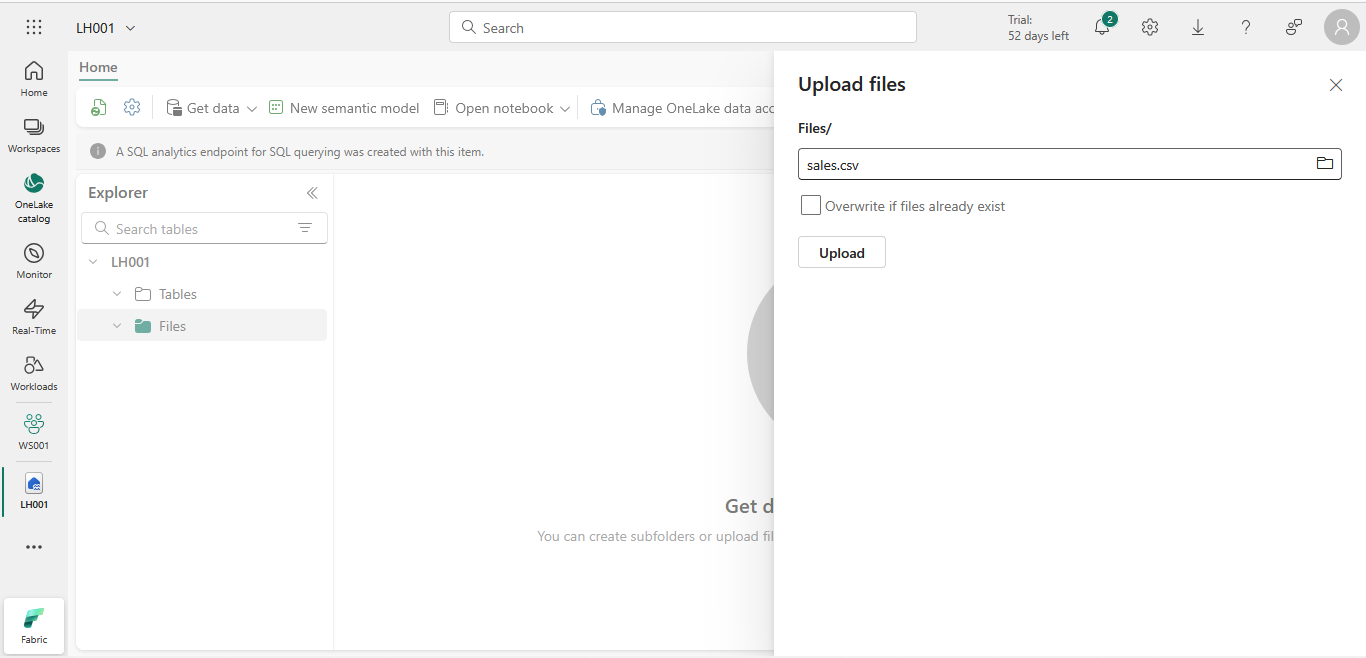 LH001
Search
Trial:
52 days left
2
Home
Workspaces
OneLake
catalog
Monitor
Real-Time
Workloads
WS001
LH001
Fabric
Home
Get data
New semantic model
Open notebook
Manage OneLake data acc
A SQL analytics endpoint for SQL querying was created with this item.
Explorer
Search tables
LH001
Tables
Files
Get d
You can create subfolders or upload fil
Upload files
Files/
sales.csv
Overwrite if files already exist
Upload